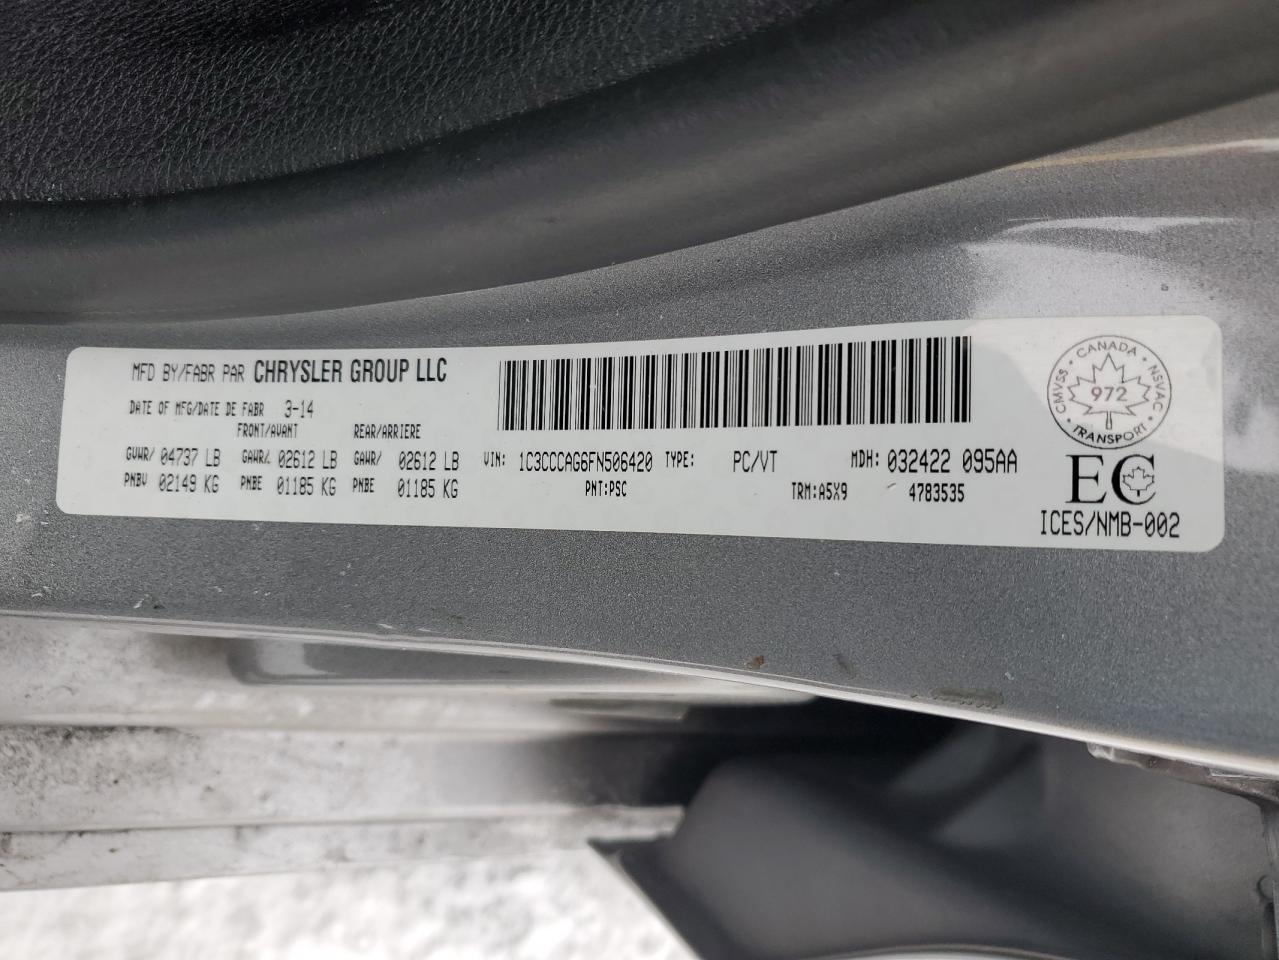 MFD BY/FABR PAR CHRYSLER GROUP LLC
DATE OF MFG/DATE DE FABR 3-14
FRONT/AVANT REAR/ARRIERE
GVWR/ 04737 LB GAWR/ 02612 LB GAWR/ 02612 LB
PNBV 02149 KG PNBE 01185 KG PNBE 01185 KG
VIN: 1C3CCCAG6FN506420 TYPE: PC/VT MDH: 032422 095AA
PNT:PSC TRM:A5X9 4783535
CMVSS • CANADA • NSVAC • TRANSPORT •
972
EC
ICES/NMB-002